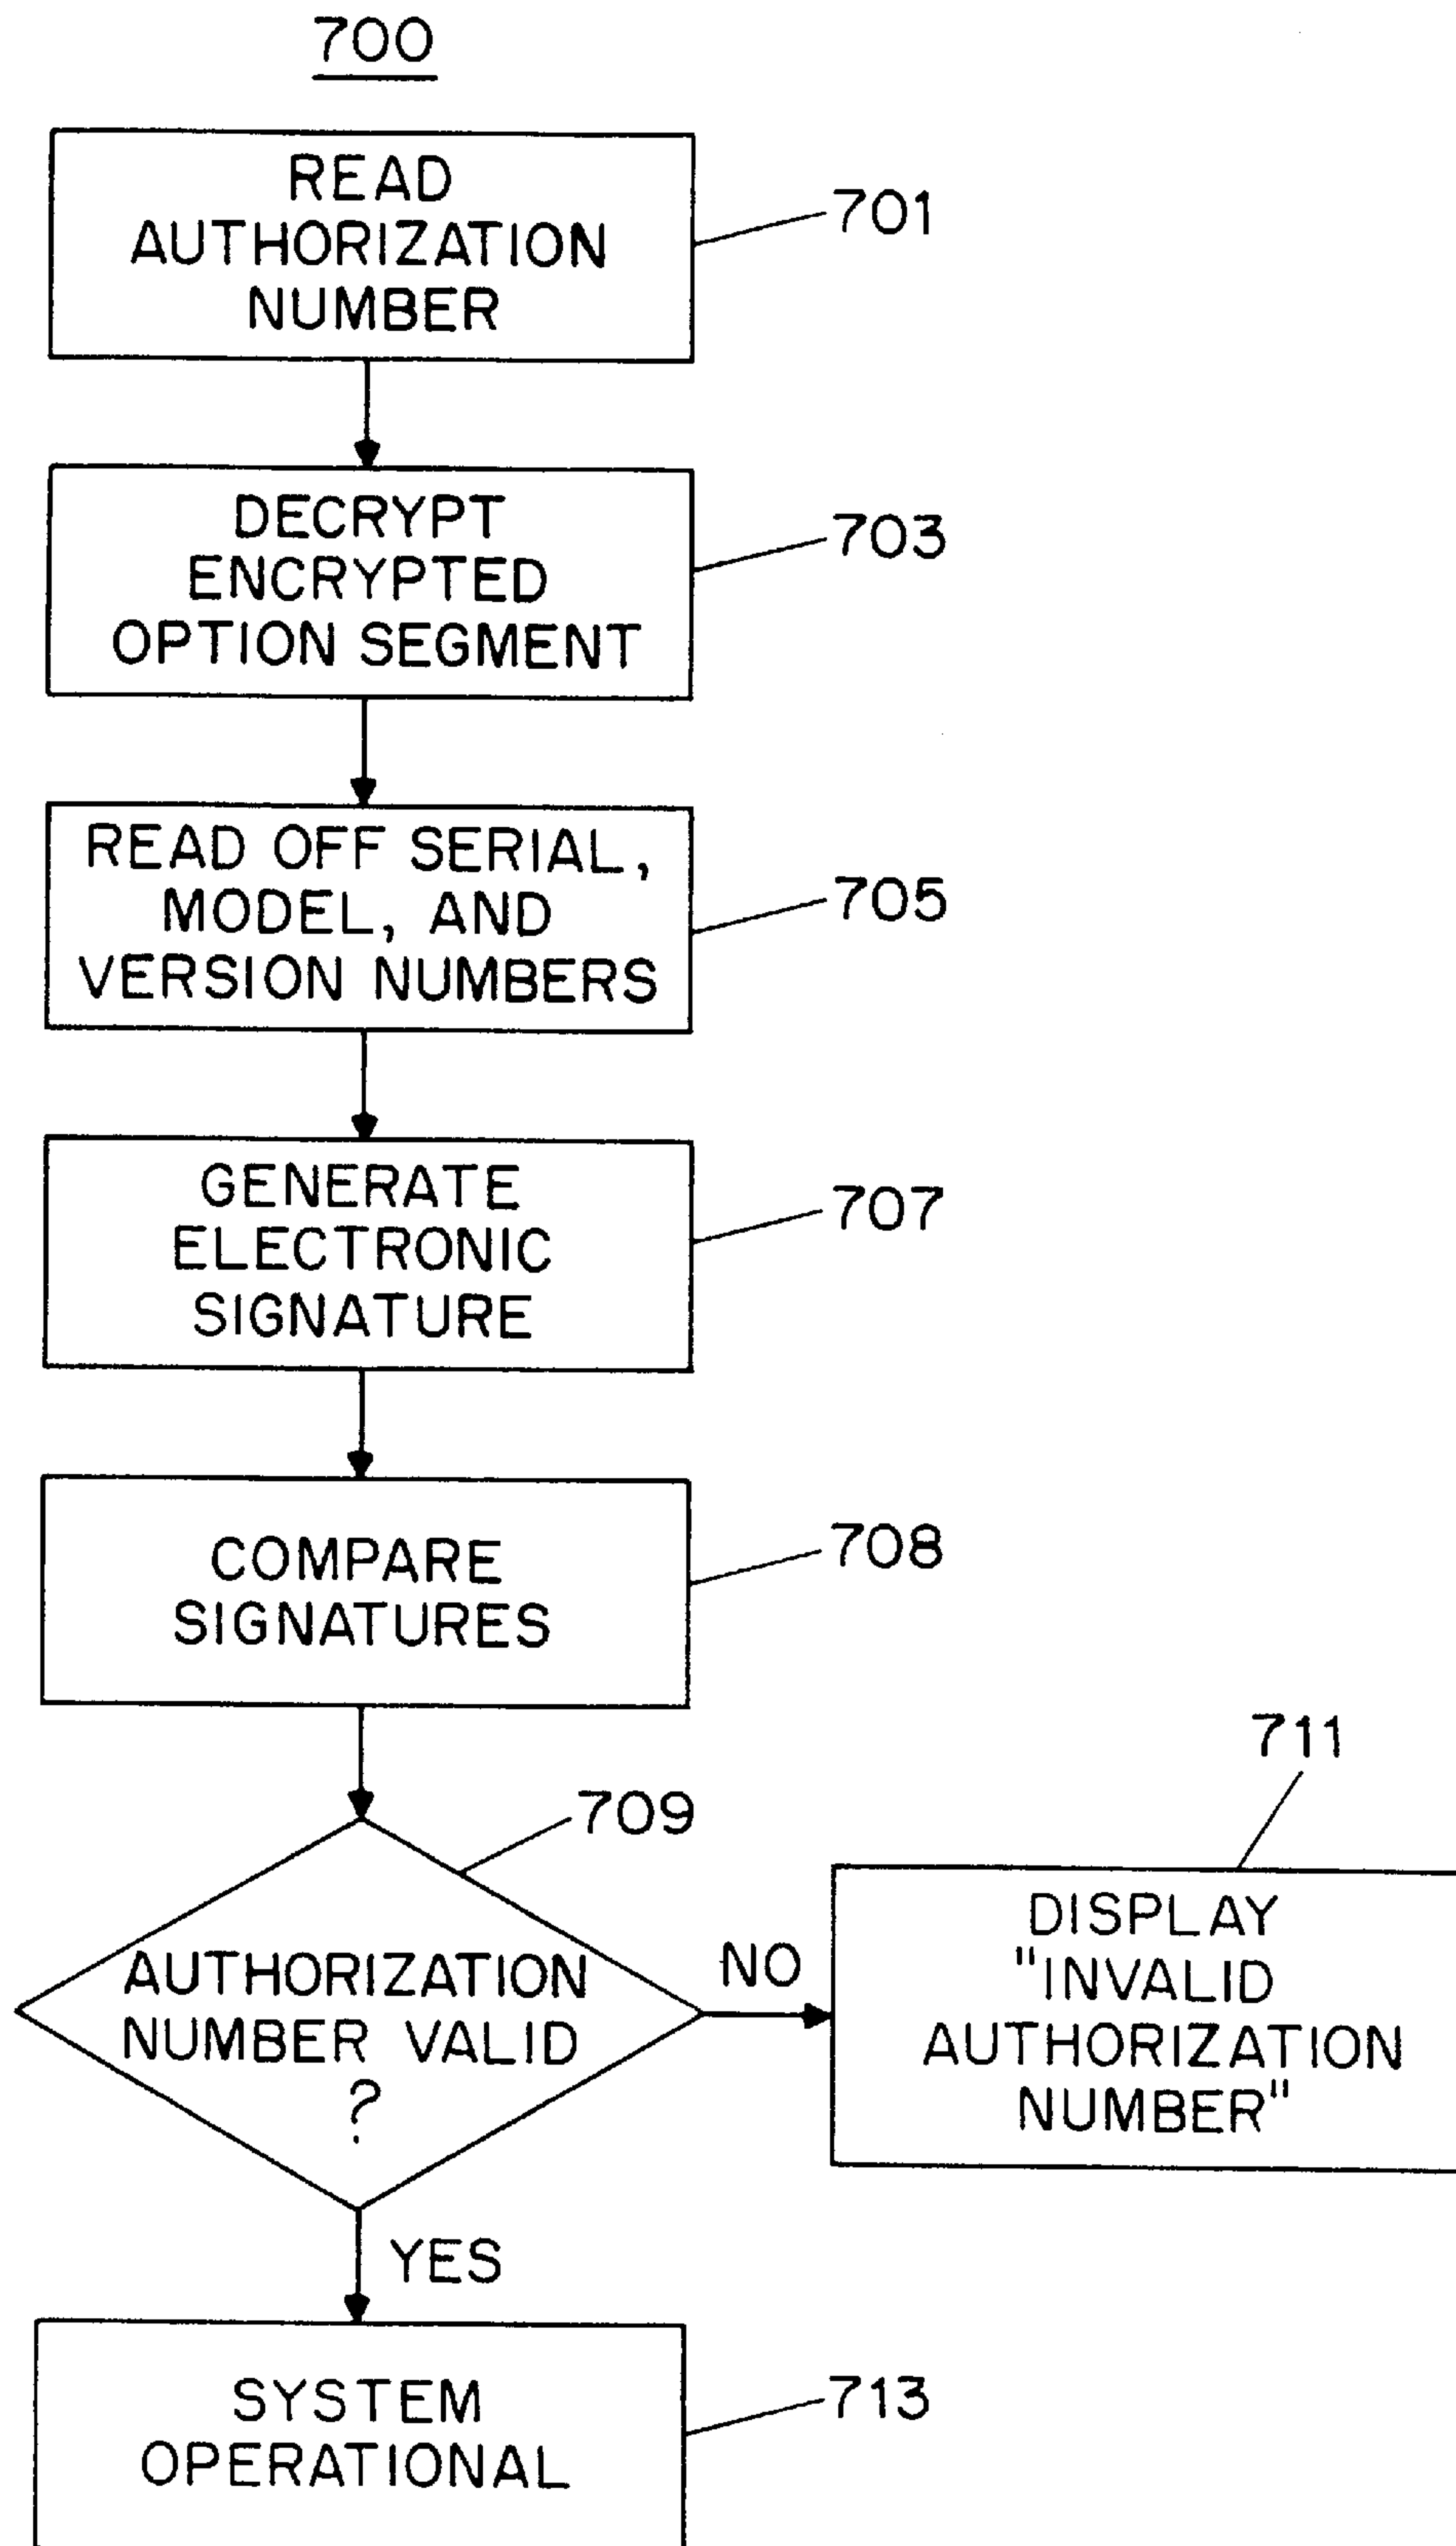 700
READ
AUTHORIZATION
NUMBER
701
DECRYPT
ENCRYPTED
OPTION SEGMENT
703
READ OFF SERIAL,
MODEL, AND
VERSION NUMBERS
705
GENERATE
ELECTRONIC
SIGNATURE
707
COMPARE
SIGNATURES
708
709
AUTHORIZATION
NUMBER VALID
?
NO
711
DISPLAY
"INVALID
AUTHORIZATION
NUMBER"
YES
SYSTEM
OPERATIONAL
713